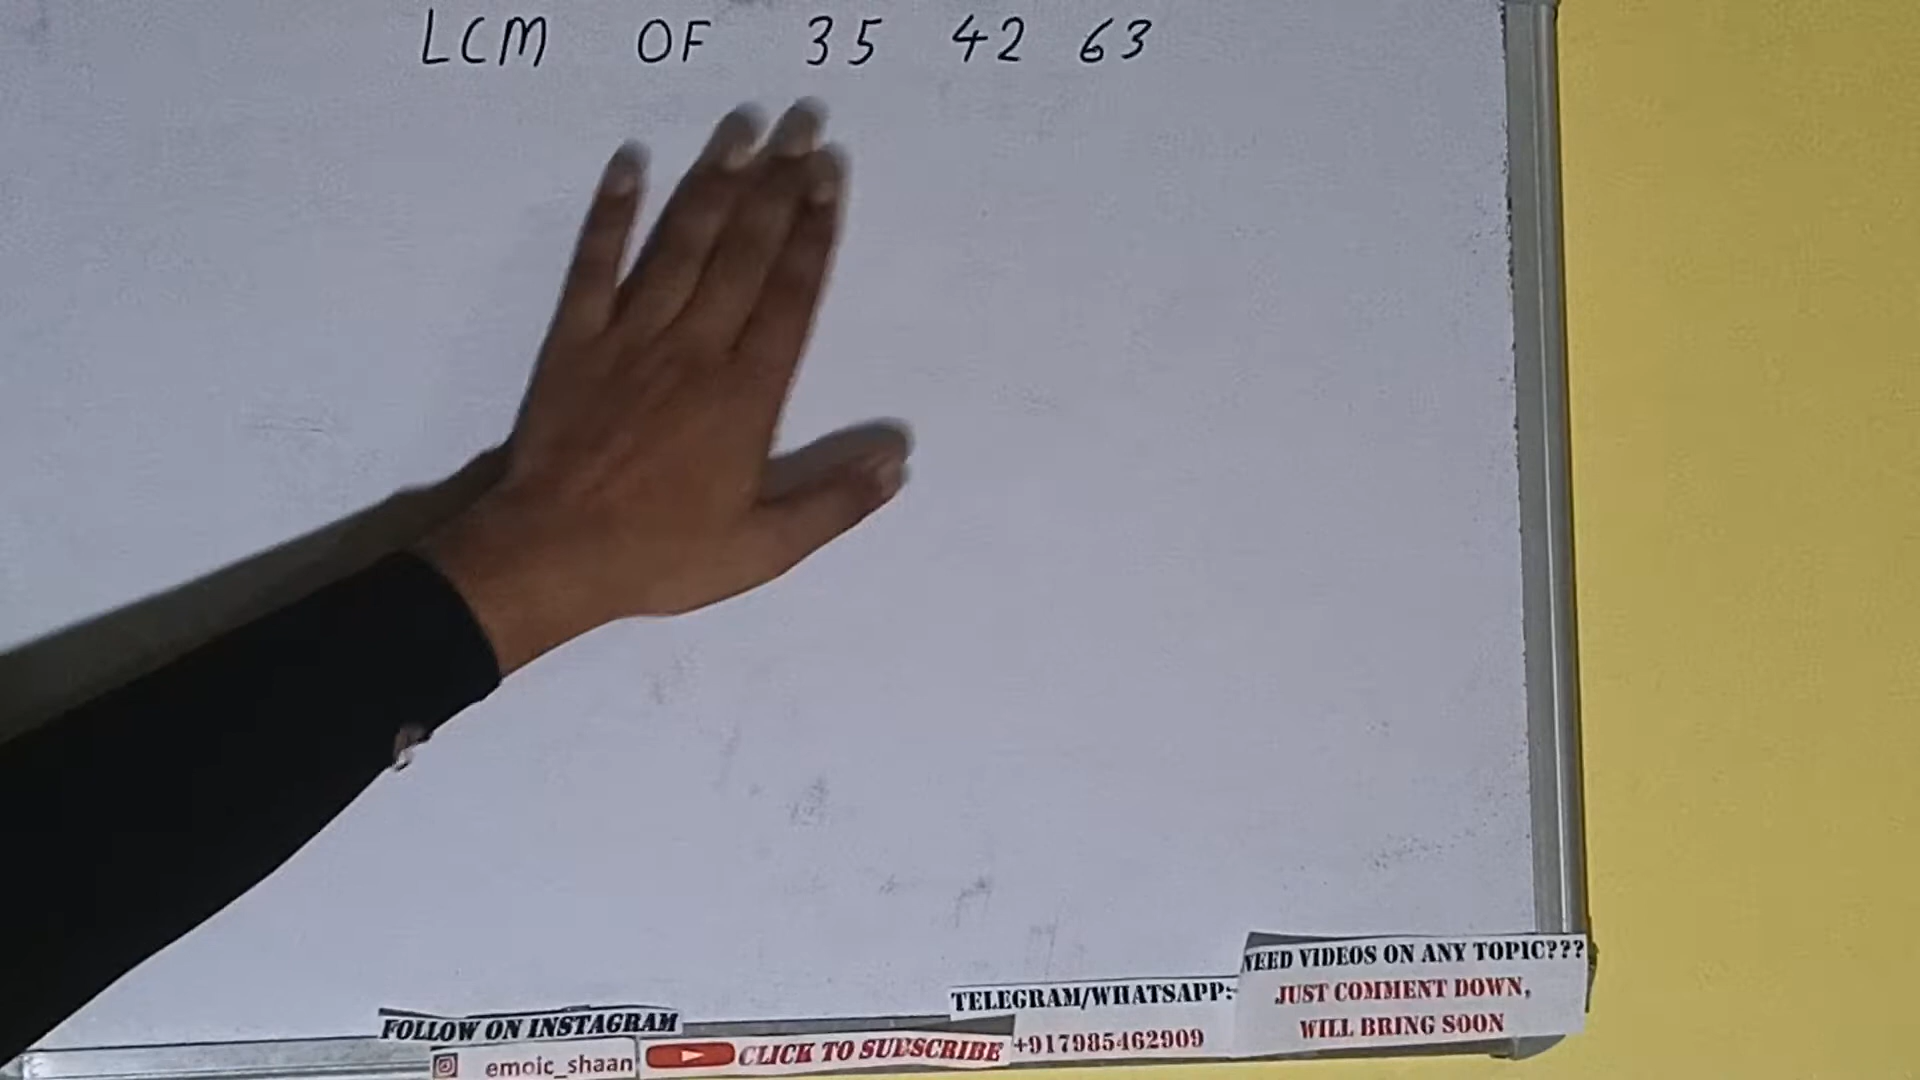 LCM OF 35 42 63
NEED VIDEOS ON ANY TOPIC???
JUST COMMENT DOWN,
WILL BRING SOON
TELEGRAM/WHATSAPP:-
+917985462909
FOLLOW ON INSTAGRAM
emoic_shaan
CLICK TO SUBSCRIBE